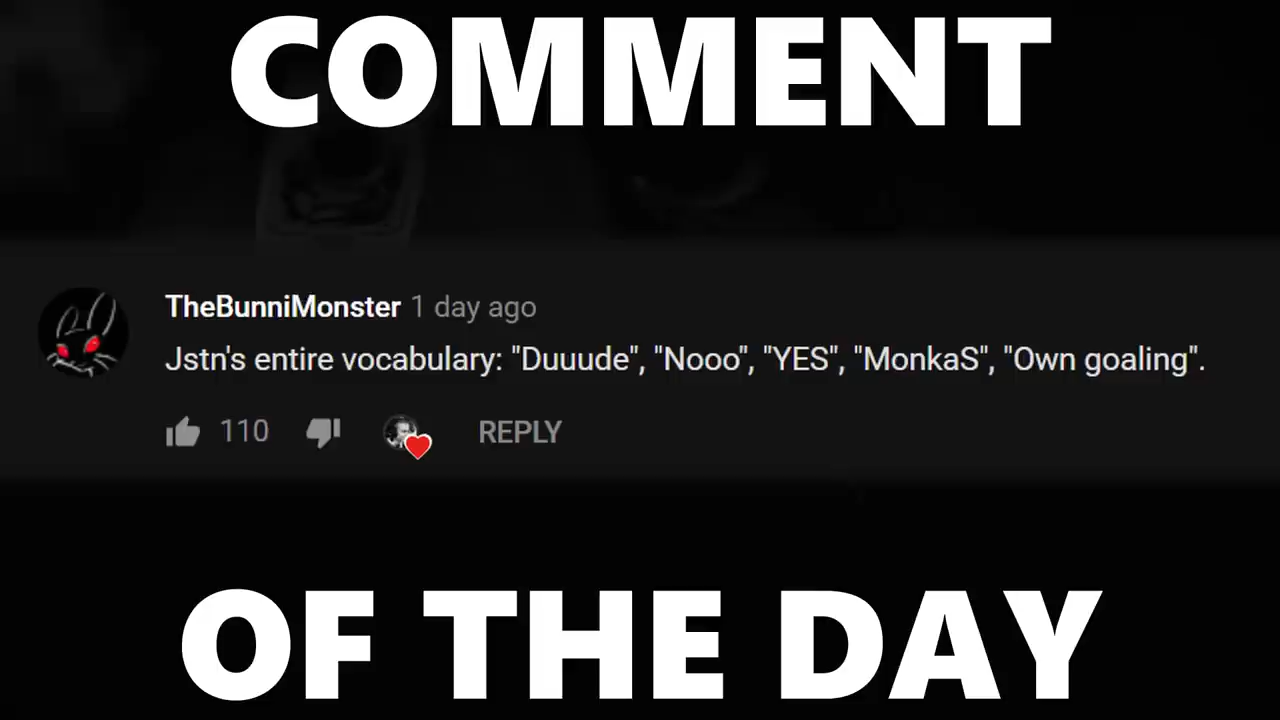 COMMENT
TheBunniMonster 1 day ago
Jstn's entire vocabulary: "Duuude", "Nooo", "YES", "MonkaS", "Own goaling".
110 REPLY
OF THE DAY